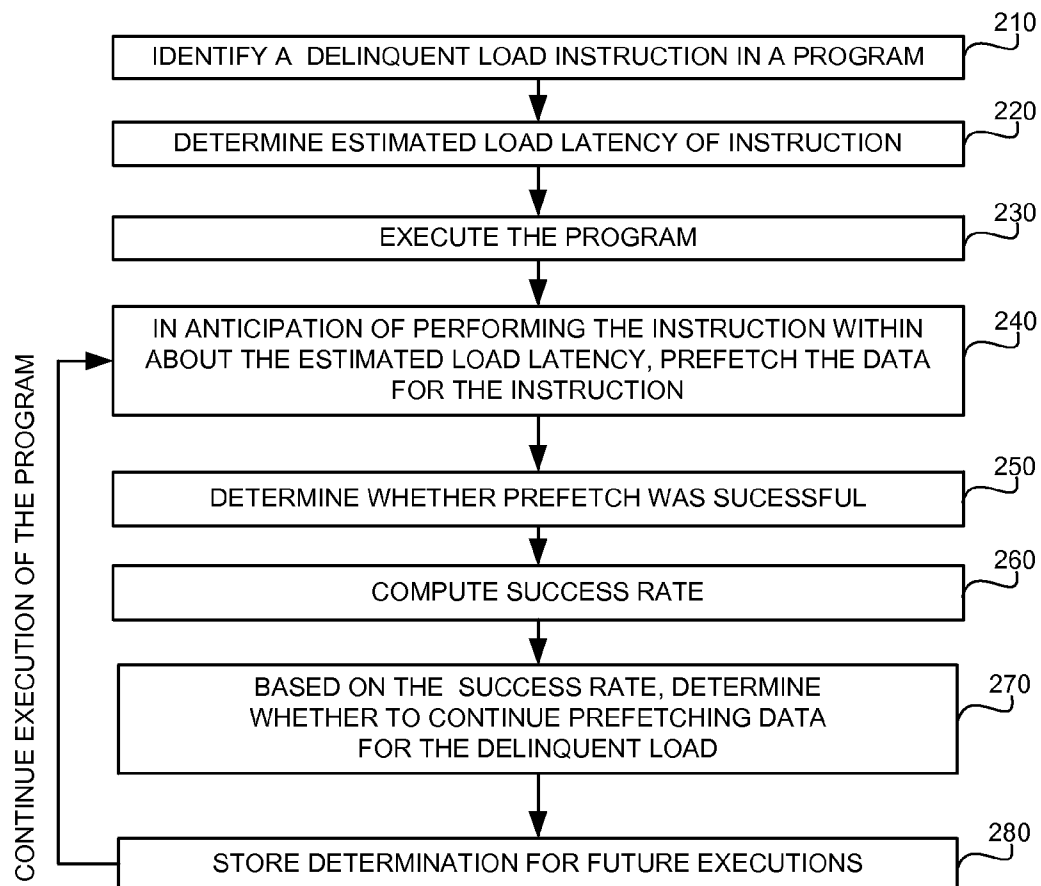 210
IDENTIFY A DELINQUENT LOAD INSTRUCTION IN A PROGRAM
220
DETERMINE ESTIMATED LOAD LATENCY OF INSTRUCTION
230
EXECUTE THE PROGRAM
240
IN ANTICIPATION OF PERFORMING THE INSTRUCTION WITHIN
ABOUT THE ESTIMATED LOAD LATENCY, PREFETCH THE DATA
FOR THE INSTRUCTION
250
DETERMINE WHETHER PREFETCH WAS SUCESSFUL
260
COMPUTE SUCCESS RATE
270
BASED ON THE SUCCESS RATE, DETERMINE
WHETHER TO CONTINUE PREFETCHING DATA
FOR THE DELINQUENT LOAD
280
STORE DETERMINATION FOR FUTURE EXECUTIONS
CONTINUE EXECUTION OF THE PROGRAM